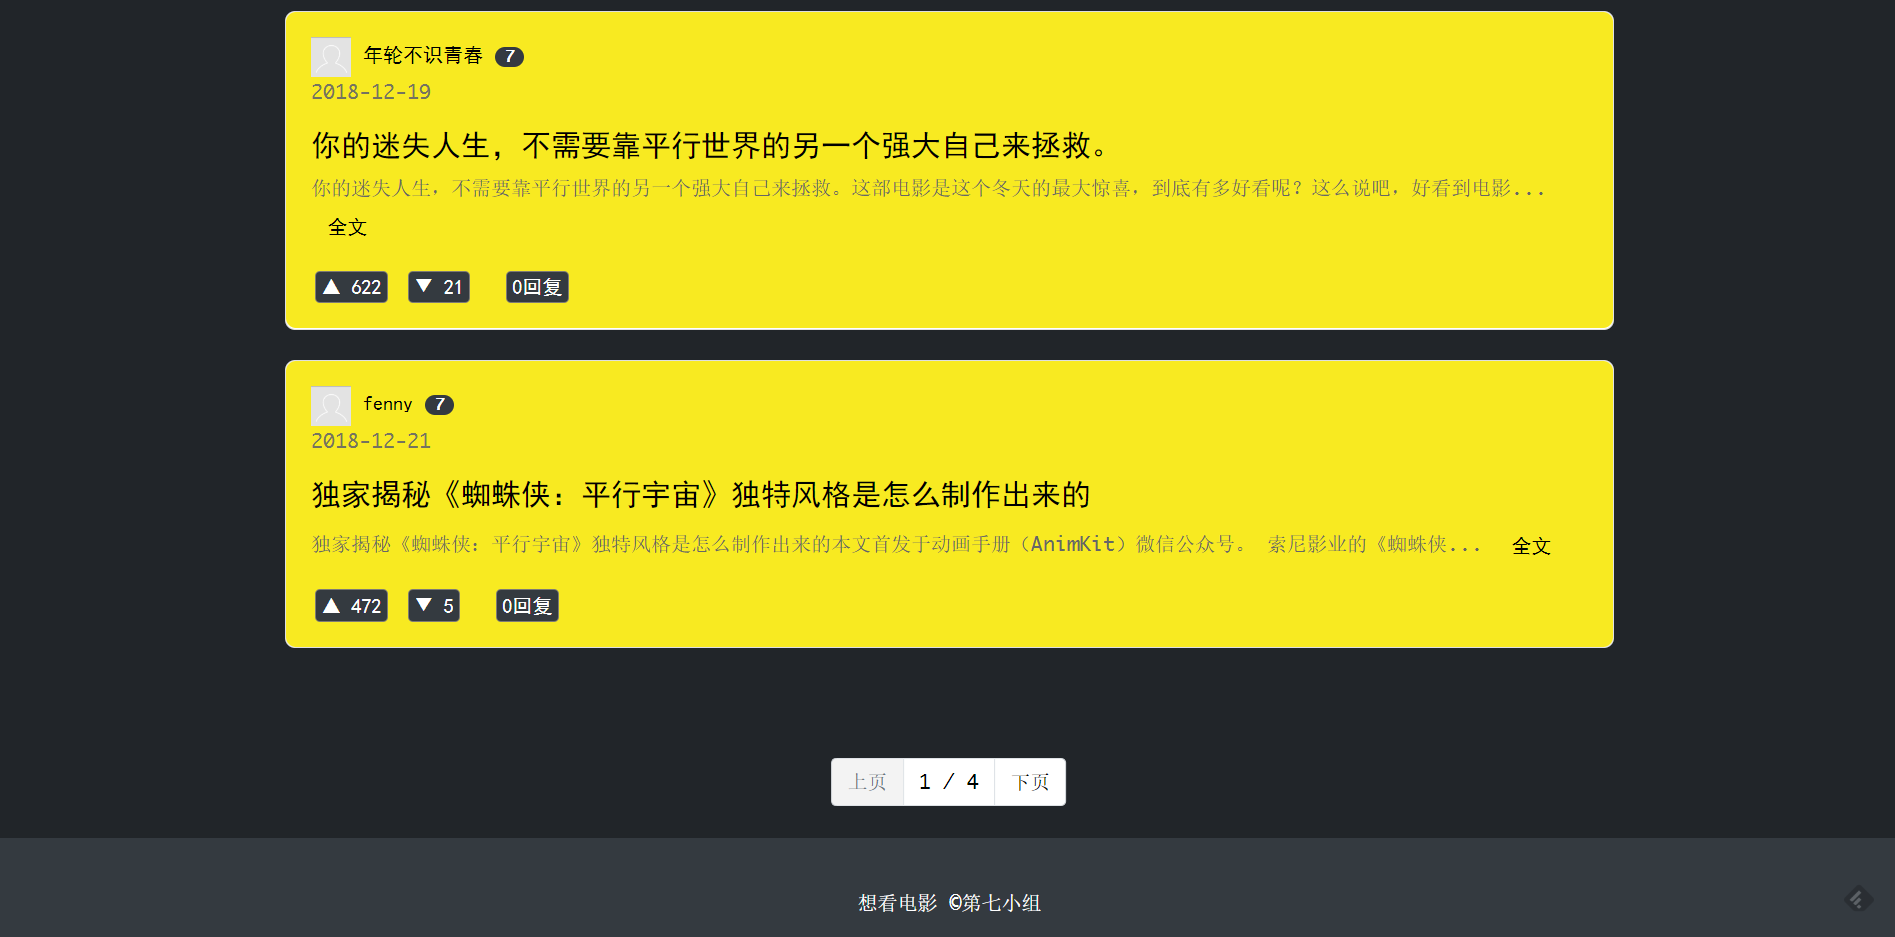 年轮不识青春 7
2018-12-19
你的迷失人生，不需要靠平行世界的另一个强大自己来拯救。
你的迷失人生，不需要靠平行世界的另一个强大自己来拯救。这部电影是这个冬天的最大惊喜，到底有多好看呢？这么说吧，好看到电影...
全文
▲ 622 ▼ 21 0回复
fenny 7
2018-12-21
独家揭秘《蜘蛛侠：平行宇宙》独特风格是怎么制作出来的
独家揭秘《蜘蛛侠：平行宇宙》独特风格是怎么制作出来的本文首发于动画手册（AnimKit）微信公众号。 索尼影业的《蜘蛛侠... 全文
▲ 472 ▼ 5 0回复
上页 1 / 4 下页
想看电影 ©第七小组